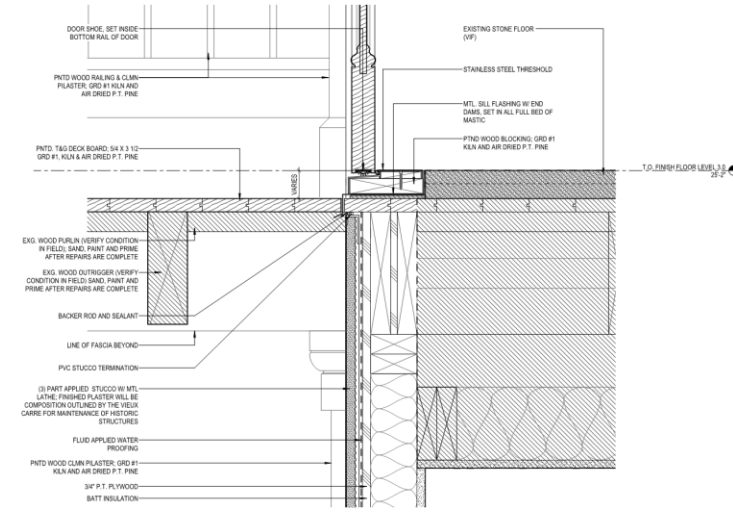 DOOR SHOE, SET INSIDE
BOTTOM RAIL OF DOOR
PNTD WOOD RAILING & CLMN
PILASTER; GRD #1 KILN AND
AIR DRIED P.T. PINE
PNTD. T&G DECK BOARD; 5/4 X 3 1/2
GRD #1, KILN & AIR DRIED P.T. PINE
VARIES
EXG. WOOD PURLIN (VERIFY CONDITION
IN FIELD); SAND, PAINT AND PRIME
AFTER REPAIRS ARE COMPLETE
EXG. WOOD OUTRIGGER (VERIFY
CONDITION IN FIELD) SAND, PAINT AND
PRIME AFTER REPAIRS ARE COMPLETE
BACKER ROD AND SEALANT
LINE OF FASCIA BEYOND
PVC STUCCO TERMINATION
(3) PART APPLIED STUCCO W/ MTL
LATHE; FINISHED PLASTER WILL BE
COMPOSITION OUTLINED BY THE VIEUX
CARRE FOR MAINTENANCE OF HISTORIC
STRUCTURES
FLUID APPLIED WATER
PROOFING
PNTD WOOD CLMN PILASTER; GRD #1
KILN AND AIR DRIED P.T. PINE
3/4" P.T. PLYWOOD
BATT INSULATION
EXISTING STONE FLOOR
(VIF)
STAINLESS STEEL THRESHOLD
MTL. SILL FLASHING W/ END
DAMS, SET IN ALL FULL BED OF
MASTIC
PTND WOOD BLOCKING; GRD #1
KILN AND AIR DRIED P.T. PINE
T.O. FINISH FLOOR LEVEL 3.0
25'-2"